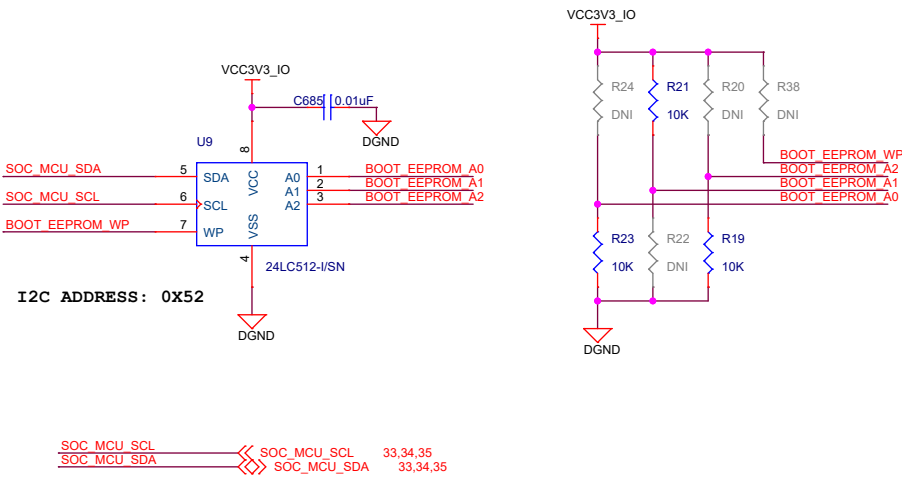 VCC3V3_IO
VCC3V3_IO
C685 0.01uF
DGND
U9
8
SOC_MCU_SDA 5 SDA VCC A0 1 BOOT_EEPROM_A0
A1 2 BOOT_EEPROM_A1
SOC_MCU_SCL 6 SCL A2 3 BOOT_EEPROM_A2
BOOT_EEPROM_WP 7 WP VSS
4
24LC512-I/SN
I2C ADDRESS: 0X52
DGND
R24 R21 R20 R38
DNI 10K DNI DNI
BOOT_EEPROM_WP
BOOT_EEPROM_A2
BOOT_EEPROM_A1
BOOT_EEPROM_A0
R23 R22 R19
10K DNI 10K
DGND
SOC_MCU_SCL SOC_MCU_SCL 33,34,35
SOC_MCU_SDA SOC_MCU_SDA 33,34,35